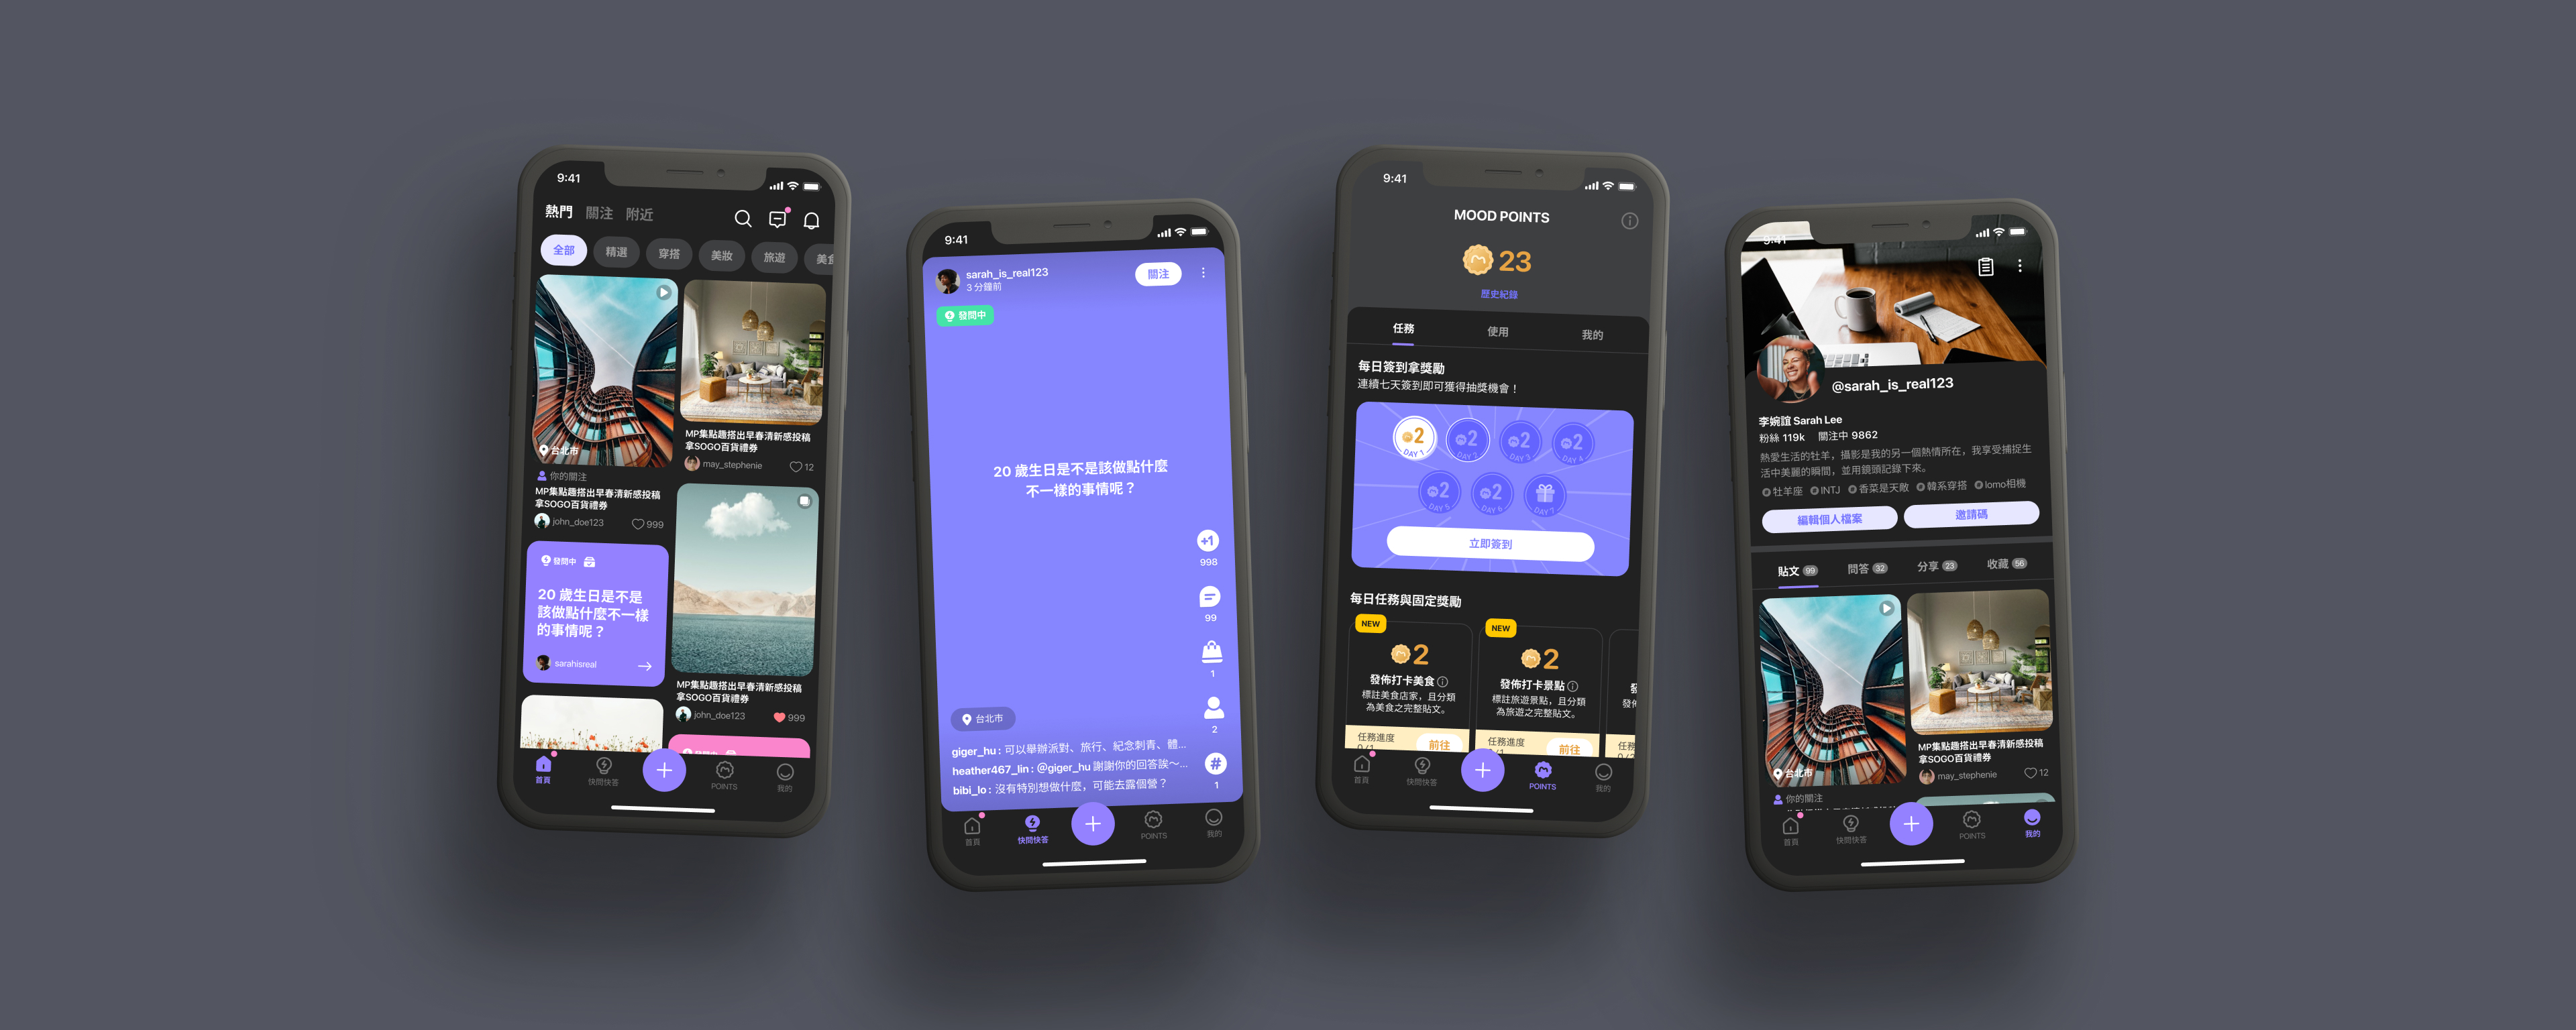 9:41
熱門 關注 附近
全部 精選 穿搭 美妝 旅遊 美食
台北市
你的關注
MP集點趣搭出早春清新感投稿
拿SOGO百貨禮券
john_doe123 999
發問中
20 歲生日是不是
該做點什麼不一樣
的事情呢？
sarahisreal
MP集點趣搭出早春清新感投稿
拿SOGO百貨禮券
may_stephenie 12
MP集點趣搭出早春清新感投稿
拿SOGO百貨禮券
john_doe123 999
發問中
首頁 快問快答 POINTS 我的
9:41
sarah_is_real123
3 分鐘前
關注
發問中
20 歲生日是不是該做點什麼
不一樣的事情呢？
+1
998
99
1
2
#
1
台北市
giger_hu : 可以舉辦派對、旅行、紀念刺青、體...
heather467_lin : @giger_hu 謝謝你的回答誒～...
bibi_lo : 沒有特別想做什麼，可能去露個營？
首頁 快問快答 POINTS 我的
9:41
MOOD POINTS
23
歷史紀錄
任務 使用 我的
每日簽到拿獎勵
連續七天簽到即可獲得抽獎機會！
2 2 2 2
DAY 1 DAY 2 DAY 3 DAY 4
2 2
DAY 5 DAY 6 DAY 7
立即簽到
每日任務與固定獎勵
NEW
2
發佈打卡美食
標註美食店家，且分類
為美食之完整貼文。
任務進度
0/1
前往
NEW
2
發佈打卡景點
標註旅遊景點，且分類
為旅遊之完整貼文。
任務進度
前往
首頁 快問快答 POINTS 我的
9:41
@sarah_is_real123
李婉誼 Sarah Lee
粉絲 119k 關注中 9862
熱愛生活的牡羊，攝影是我的另一個熱情所在，我享受捕捉生
活中美麗的瞬間，並用鏡頭記錄下來。
牡羊座 INTJ 香菜是天敵 韓系穿搭 lomo相機
編輯個人檔案 邀請碼
貼文 99 問答 32 分享 23 收藏 56
台北市
你的關注
MP集點趣搭出早春清新感投稿
拿SOGO百貨禮券
may_stephenie 12
首頁 快問快答 POINTS 我的